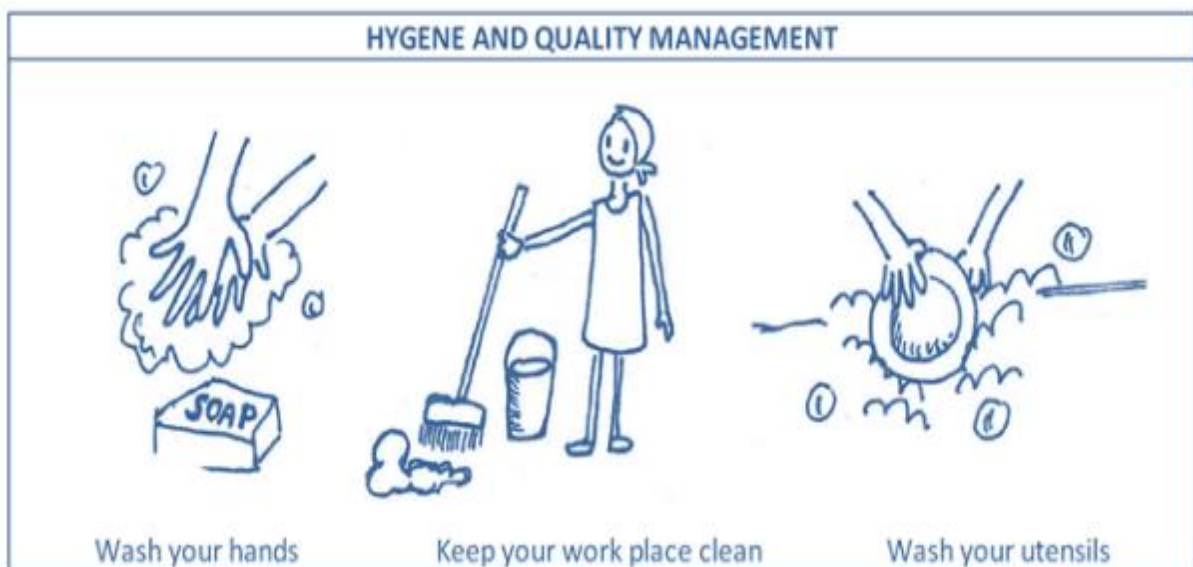 HYGENE AND QUALITY MANAGEMENT
SOAP
Wash your hands
Keep your work place clean
Wash your utensils